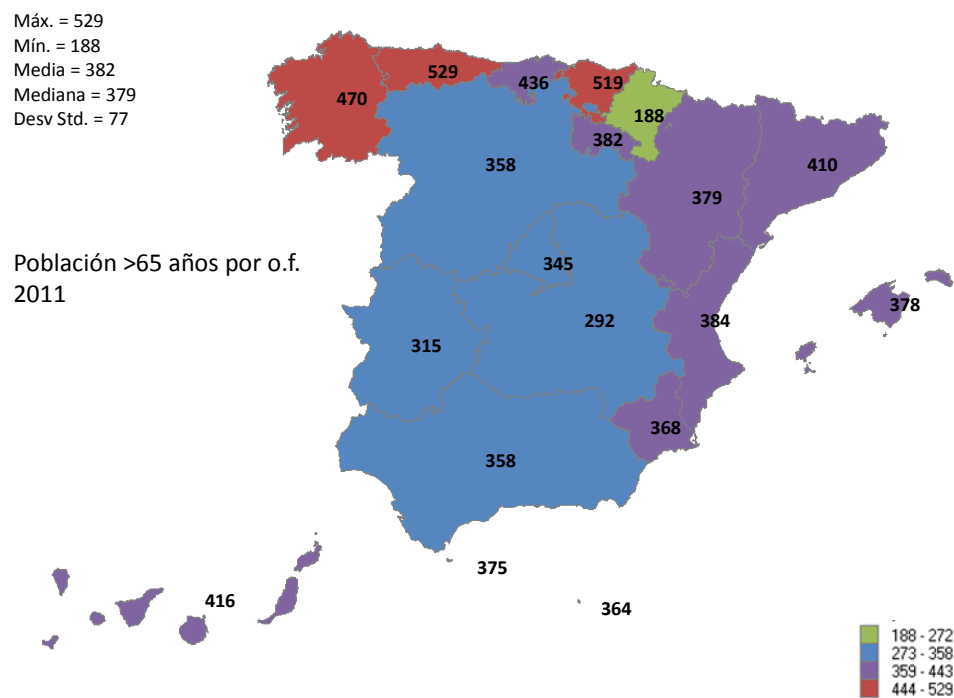 Máx. = 529
Mín. = 188
Media = 382
Mediana = 379
Desv Std. = 77
529
436
519
470
188
382
358
410
379
Población >65 años por o.f.
2011
345
378
292
384
315
368
358
375
416
364
188 - 272
273 - 358
359 - 443
444 - 529